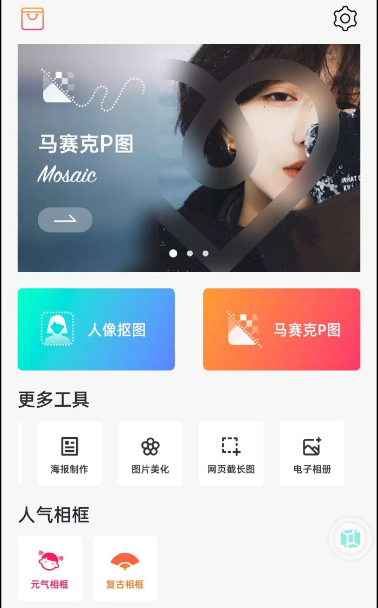 马赛克P图
Mosaic
人像抠图
马赛克P图
更多工具
海报制作
图片美化
网页截长图
电子相册
人气相框
元气相框
复古相框